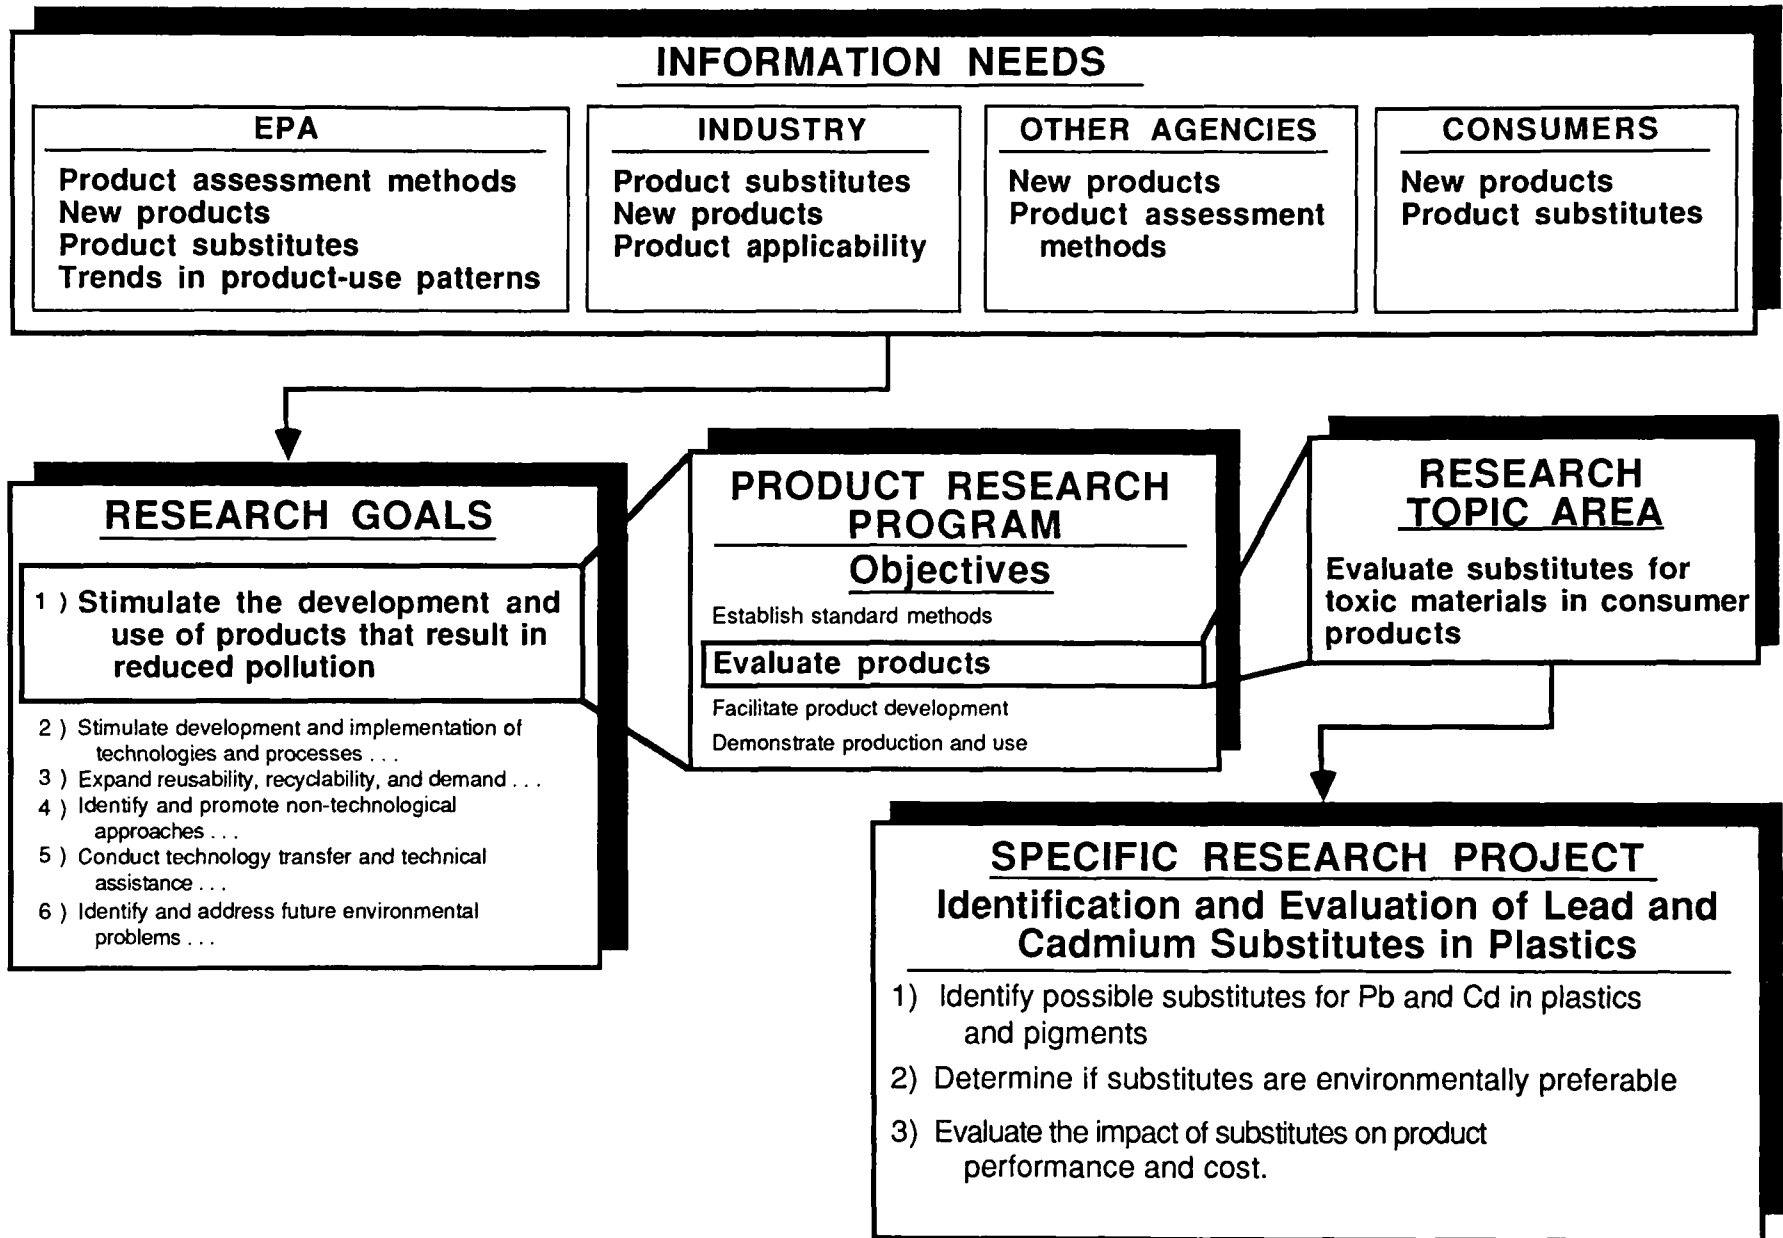 INFORMATION NEEDS
EPA
Product assessment methods
New products
Product substitutes
Trends in product-use patterns
INDUSTRY
Product substitutes
New products
Product applicability
OTHER AGENCIES
New products
Product assessment
methods
CONSUMERS
New products
Product substitutes
RESEARCH GOALS
1 ) Stimulate the development and
use of products that result in
reduced pollution
2 ) Stimulate development and implementation of
technologies and processes . . .
3 ) Expand reusability, recyclability, and demand . . .
4 ) Identify and promote non-technological
approaches . . .
5 ) Conduct technology transfer and technical
assistance . . .
6 ) Identify and address future environmental
problems . . .
PRODUCT RESEARCH
PROGRAM
Objectives
Establish standard methods
Evaluate products
Facilitate product development
Demonstrate production and use
RESEARCH
TOPIC AREA
Evaluate substitutes for
toxic materials in consumer
products
SPECIFIC RESEARCH PROJECT
Identification and Evaluation of Lead and
Cadmium Substitutes in Plastics
1) Identify possible substitutes for Pb and Cd in plastics
and pigments
2) Determine if substitutes are environmentally preferable
3) Evaluate the impact of substitutes on product
performance and cost.